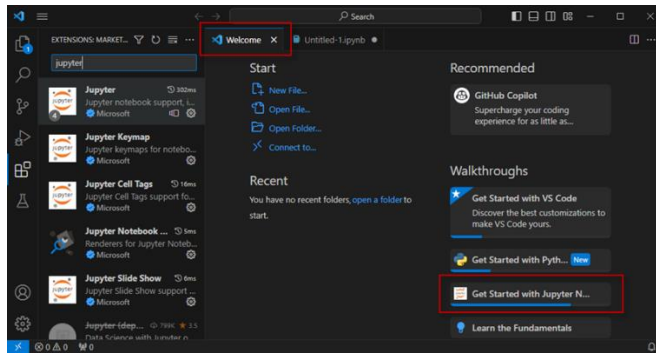 Search
EXTENSIONS: MARKET...
Welcome
Untitled-1.ipynb
jupyter
Jupyter 302ms
Jupyter notebook support, i...
Microsoft
4
Jupyter Keymap
Jupyter keymaps for notebo...
Microsoft
Jupyter Cell Tags 16ms
Jupyter Cell Tags support fo...
Microsoft
Jupyter Notebook ... 5ms
Renderers for Jupyter Noteb...
Microsoft
Jupyter Slide Show 6ms
Jupyter Slide Show support ...
Microsoft
Jupyter (dep... 799K ★ 3.5
Data Science with Jupyter o...
Start
New File...
Open File...
Open Folder...
Connect to...
Recent
You have no recent folders, open a folder to
start.
Recommended
GitHub Copilot
Supercharge your coding
experience for as little as...
Walkthroughs
Get Started with VS Code
Discover the best customizations to
make VS Code yours.
Get Started with Pyth... New
Get Started with Jupyter N...
Learn the Fundamentals
0 0 0